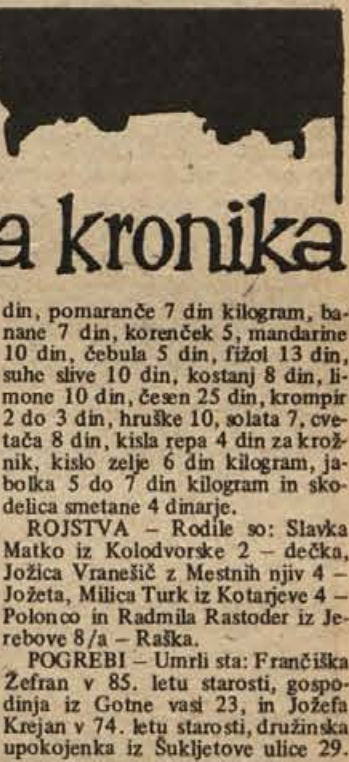 a kronika
din, pomaranče 7 din kilogram, ba-
nane 7 din, korenček 5, mandarine
10 din, čebula 5 din, fižol 13 din,
suhe slive 10 din, kostanj 8 din, li-
mone 10 din, česen 25 din, krompir
2 do 3 din, hruške 10, solata 7, cve-
tača 8 din, kisla repa 4 din za krož-
nik, kislo zelje 6 din kilogram, ja-
bolka 5 do 7 din kilogram in sko-
delica smetane 4 dinarje.
ROJSTVA – Rodile so: Slavka
Matko iz Kolodvorske 2 – dečka,
Jožica Vranešič z Mestnih njiv 4 –
Jožeta, Milica Turk iz Kotarjeve 4 –
Polonco in Radmila Rastoder iz Je-
rebove 8/a – Raška.
POGREBI – Umrli sta: Frančiška
Žefran v 85. letu starosti, gospo-
dinja iz Gotne vasi 23, in Jožefa
Krejan v 74. letu starosti, družinska
upokojenka iz Šukljetove ulice 29.